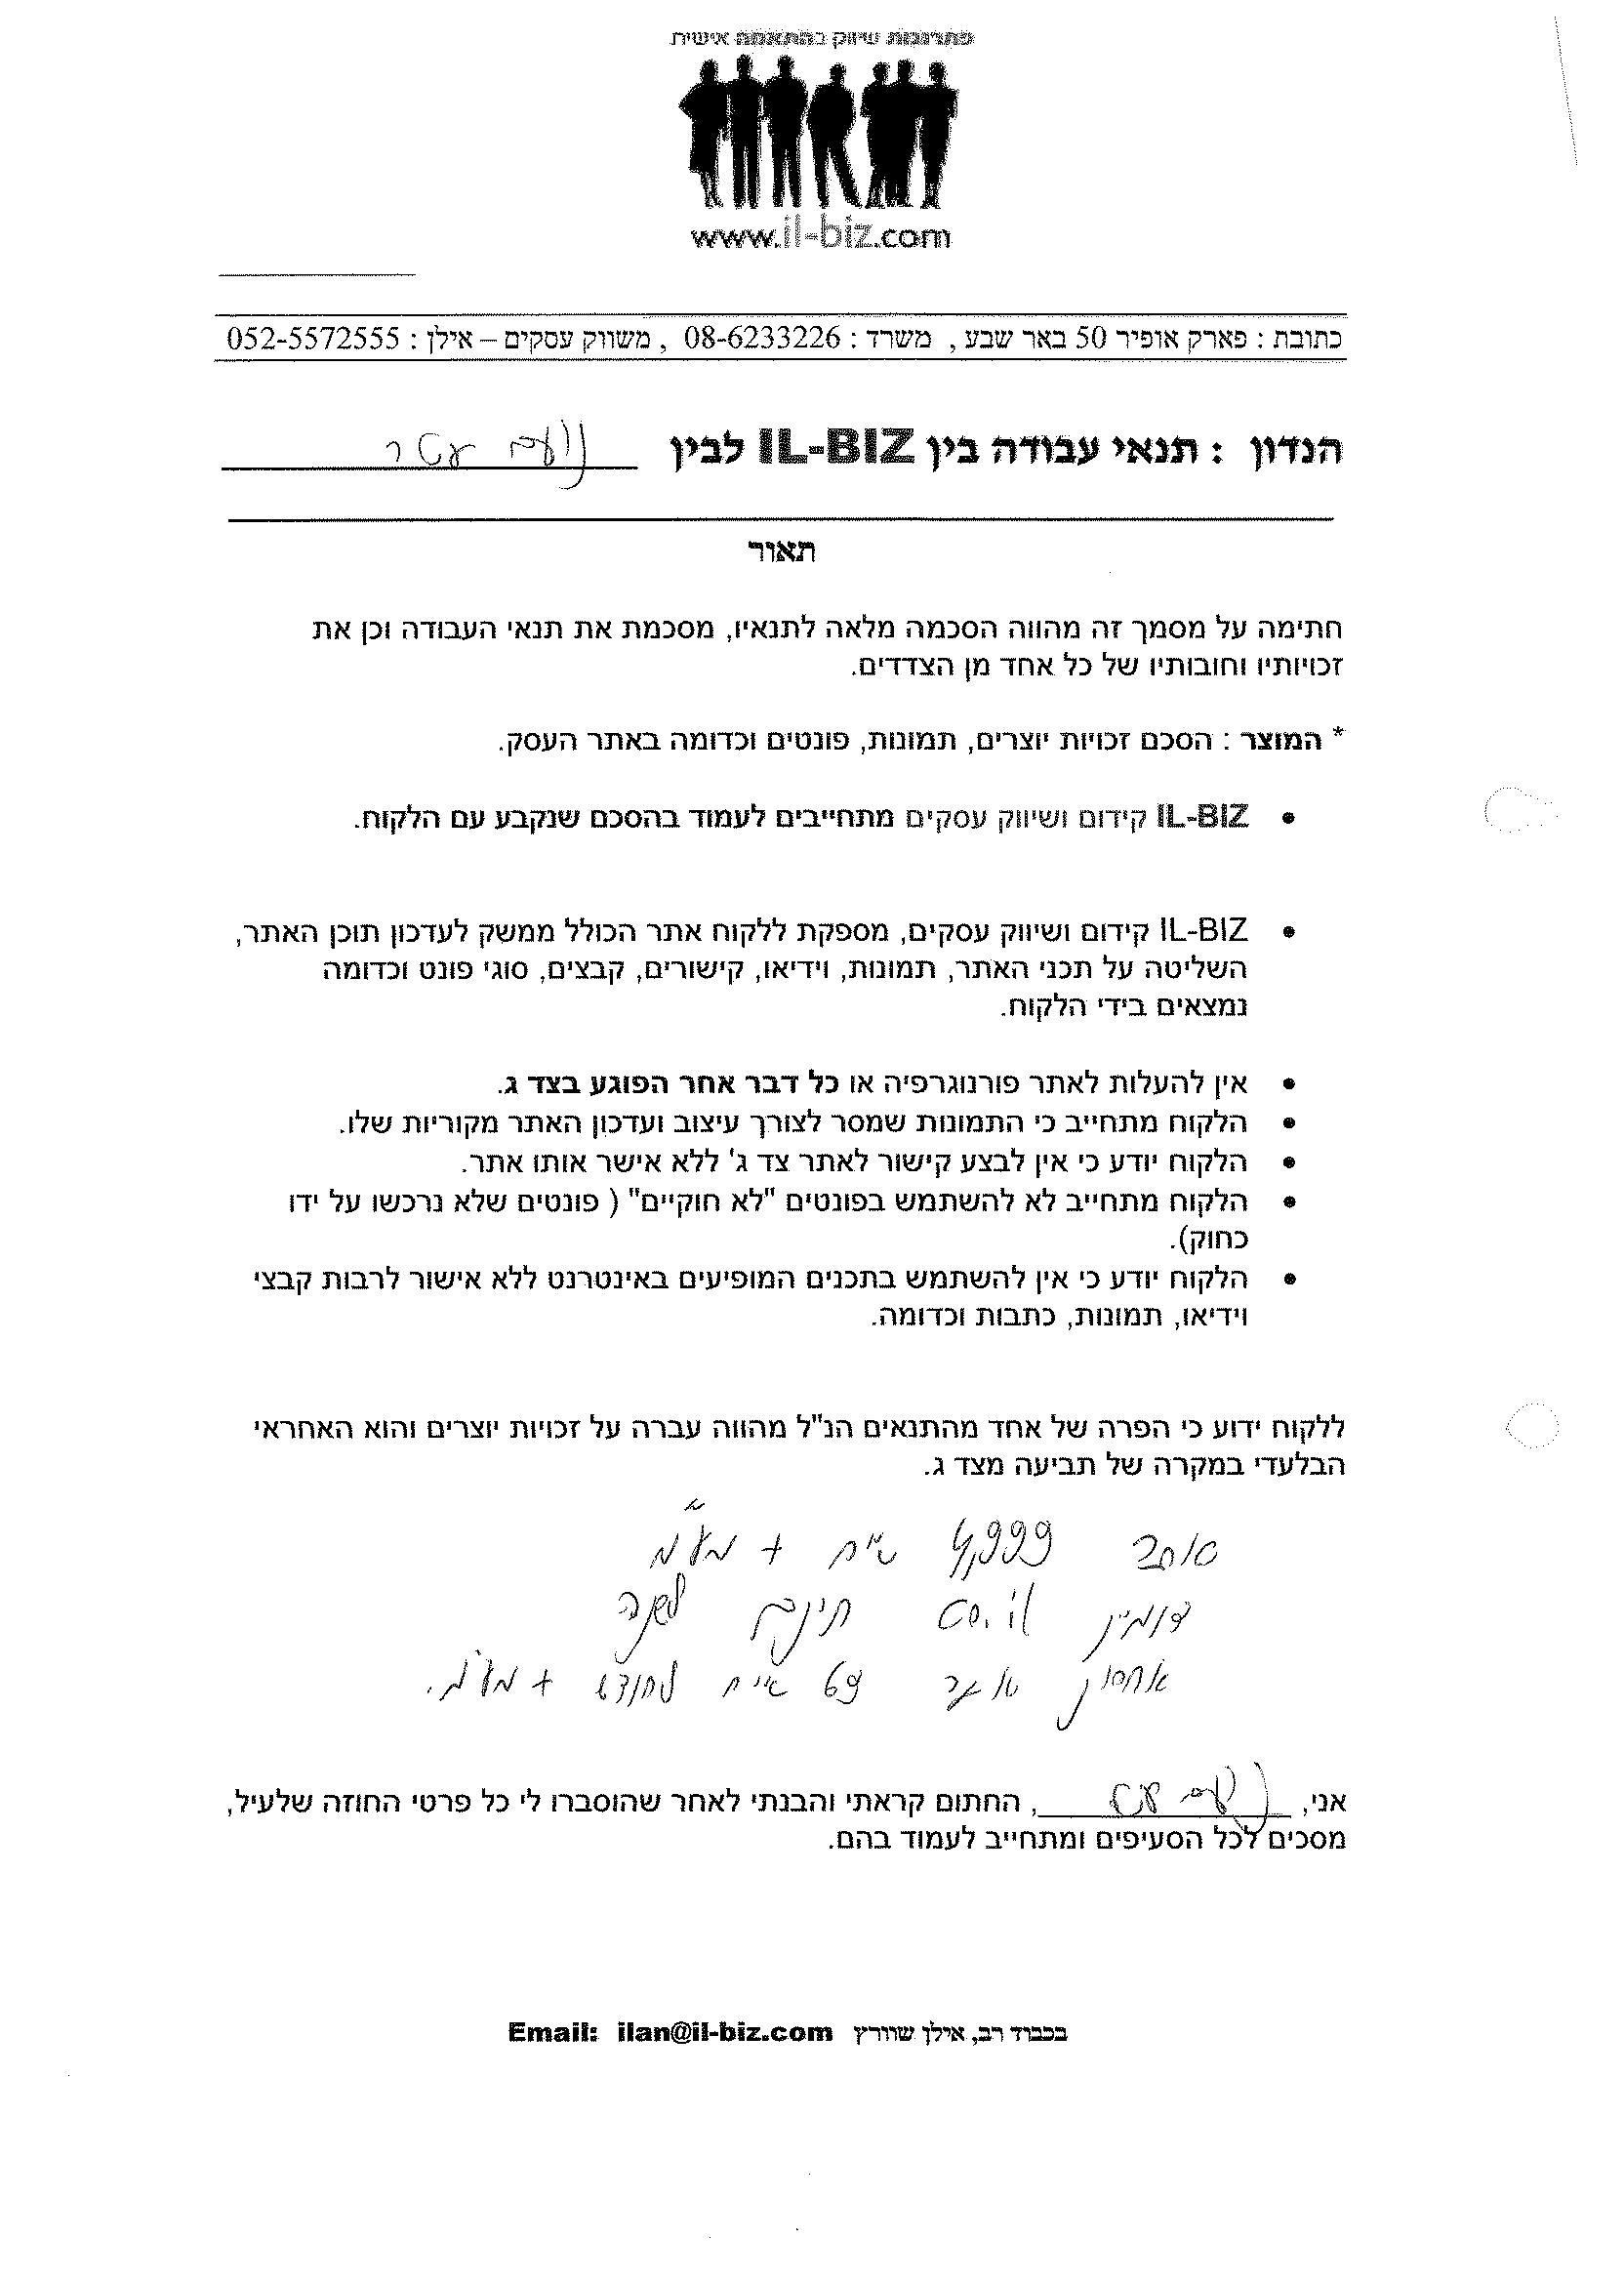 פתרונות שיווק בהתאמה אישית
www.il-biz.com
כתובת : פארק אופיר 50 באר שבע , משרד : 08-6233226 , משווק עסקים – אילן : 052-5572555
הנדון : תנאי עבודה בין IL-BIZ לבין
תאור
חתימה על מסמך זה מהווה הסכמה מלאה לתנאיו, מסכמת את תנאי העבודה וכן את
זכויותיו וחובותיו של כל אחד מן הצדדים.
* המוצר : הסכם זכויות יוצרים, תמונות, פונטים וכדומה באתר העסק.
• IL-BIZ קידום ושיווק עסקים מתחייבים לעמוד בהסכם שנקבע עם הלקוח.
• IL-BIZ קידום ושיווק עסקים, מספקת ללקוח אתר הכולל ממשק לעדכון תוכן האתר,
השליטה על תכני האתר, תמונות, וידיאו, קישורים, קבצים, סוגי פונט וכדומה
נמצאים בידי הלקוח.
• אין להעלות לאתר פורנוגרפיה או כל דבר אחר הפוגע בצד ג.
• הלקוח מתחייב כי התמונות שמסר לצורך עיצוב ועדכון האתר מקוריות שלו.
• הלקוח יודע כי אין לבצע קישור לאתר צד ג' ללא אישר אותו אתר.
• הלקוח מתחייב לא להשתמש בפונטים "לא חוקיים" ( פונטים שלא נרכשו על ידו
כחוק).
• הלקוח יודע כי אין להשתמש בתכנים המופיעים באינטרנט ללא אישור לרבות קבצי
וידיאו, תמונות, כתבות וכדומה.
ללקוח ידוע כי הפרה של אחד מהתנאים הנ"ל מהווה עברה על זכויות יוצרים והוא האחראי
הבלעדי במקרה של תביעה מצד ג.
4,999 ש"ח + מע"מ
דומיין co.il חינם לשנה
אחסון אתר 69 ש"ח לחודש + מע"מ.
אני, , החתום קראתי והבנתי לאחר שהוסברו לי כל פרטי החוזה שלעיל,
מסכים לכל הסעיפים ומתחייב לעמוד בהם.
בכבוד רב, אילן שוורץ Email: ilan@il-biz.com